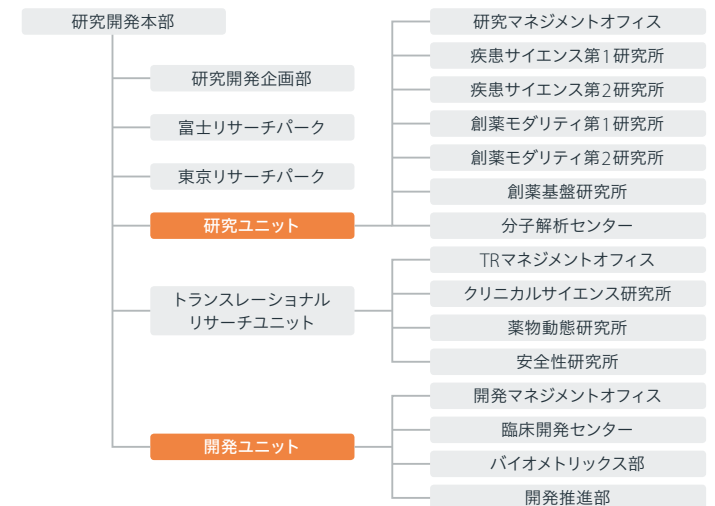 研究開発本部
研究開発企画部
富士リサーチパーク
東京リサーチパーク
研究ユニット
研究マネジメントオフィス
疾患サイエンス第1研究所
疾患サイエンス第2研究所
創薬モダリティ第1研究所
創薬モダリティ第2研究所
創薬基盤研究所
分子解析センター
トランスレーショナル
リサーチユニット
TRマネジメントオフィス
クリニカルサイエンス研究所
薬物動態研究所
安全性研究所
開発ユニット
開発マネジメントオフィス
臨床開発センター
バイオメトリックス部
開発推進部